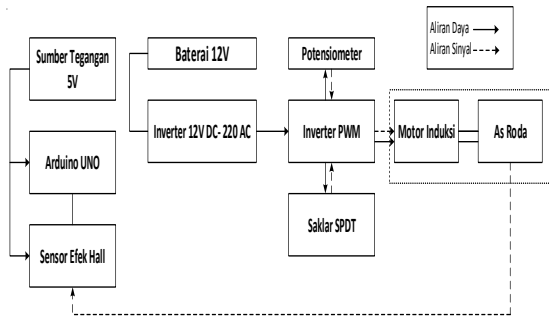 Sumber Tegangan
5V
Baterai 12V
Potensiometer
Aliran Daya
Aliran Sinyal
Arduino UNO
Inverter 12V DC- 220 AC
Inverter PWM
Motor Induksi
As Roda
Sensor Efek Hall
Saklar SPDT